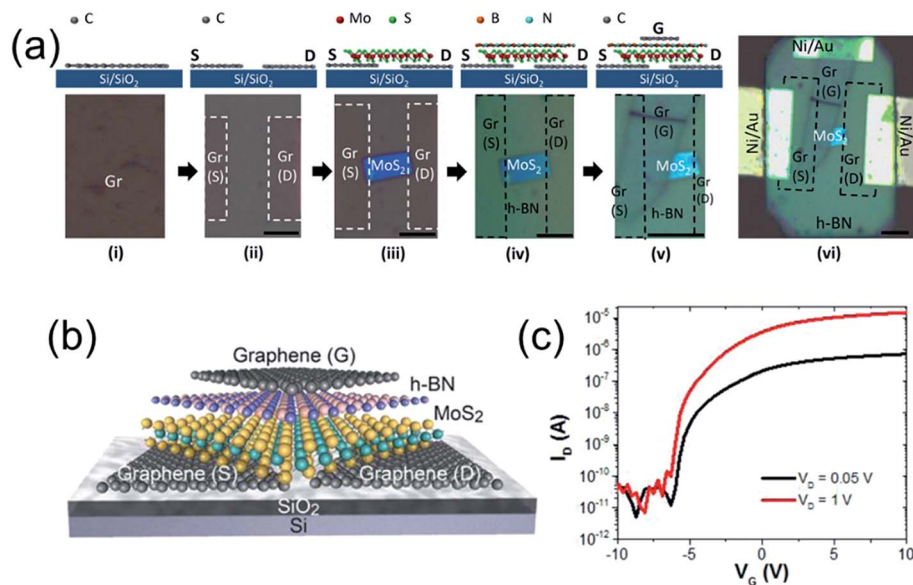 (a)
C
C
Mo S
B N
C
S D
S D
S D
G
S D
Si/SiO2
Si/SiO2
Si/SiO2
Si/SiO2
Si/SiO2
Gr
Gr (S)
Gr (D)
Gr (S)
MoS2
Gr (D)
Gr (S)
MoS2
Gr (D)
h-BN
Gr (G)
MoS2
Gr (S)
Gr (D)
h-BN
Ni/Au
Ni/Au
Gr (G)
MoS2
Gr (S)
Gr (D)
Ni/Au
h-BN
(i)
(ii)
(iii)
(iv)
(v)
(vi)
(b)
Graphene (G)
h-BN
MoS2
Graphene (S)
Graphene (D)
SiO2
Si
(c)
ID (A)
10-5
10-6
10-7
10-8
10-9
10-10
10-11
10-12
VD = 0.05 V
VD = 1 V
-10 -5 0 5 10
VG (V)